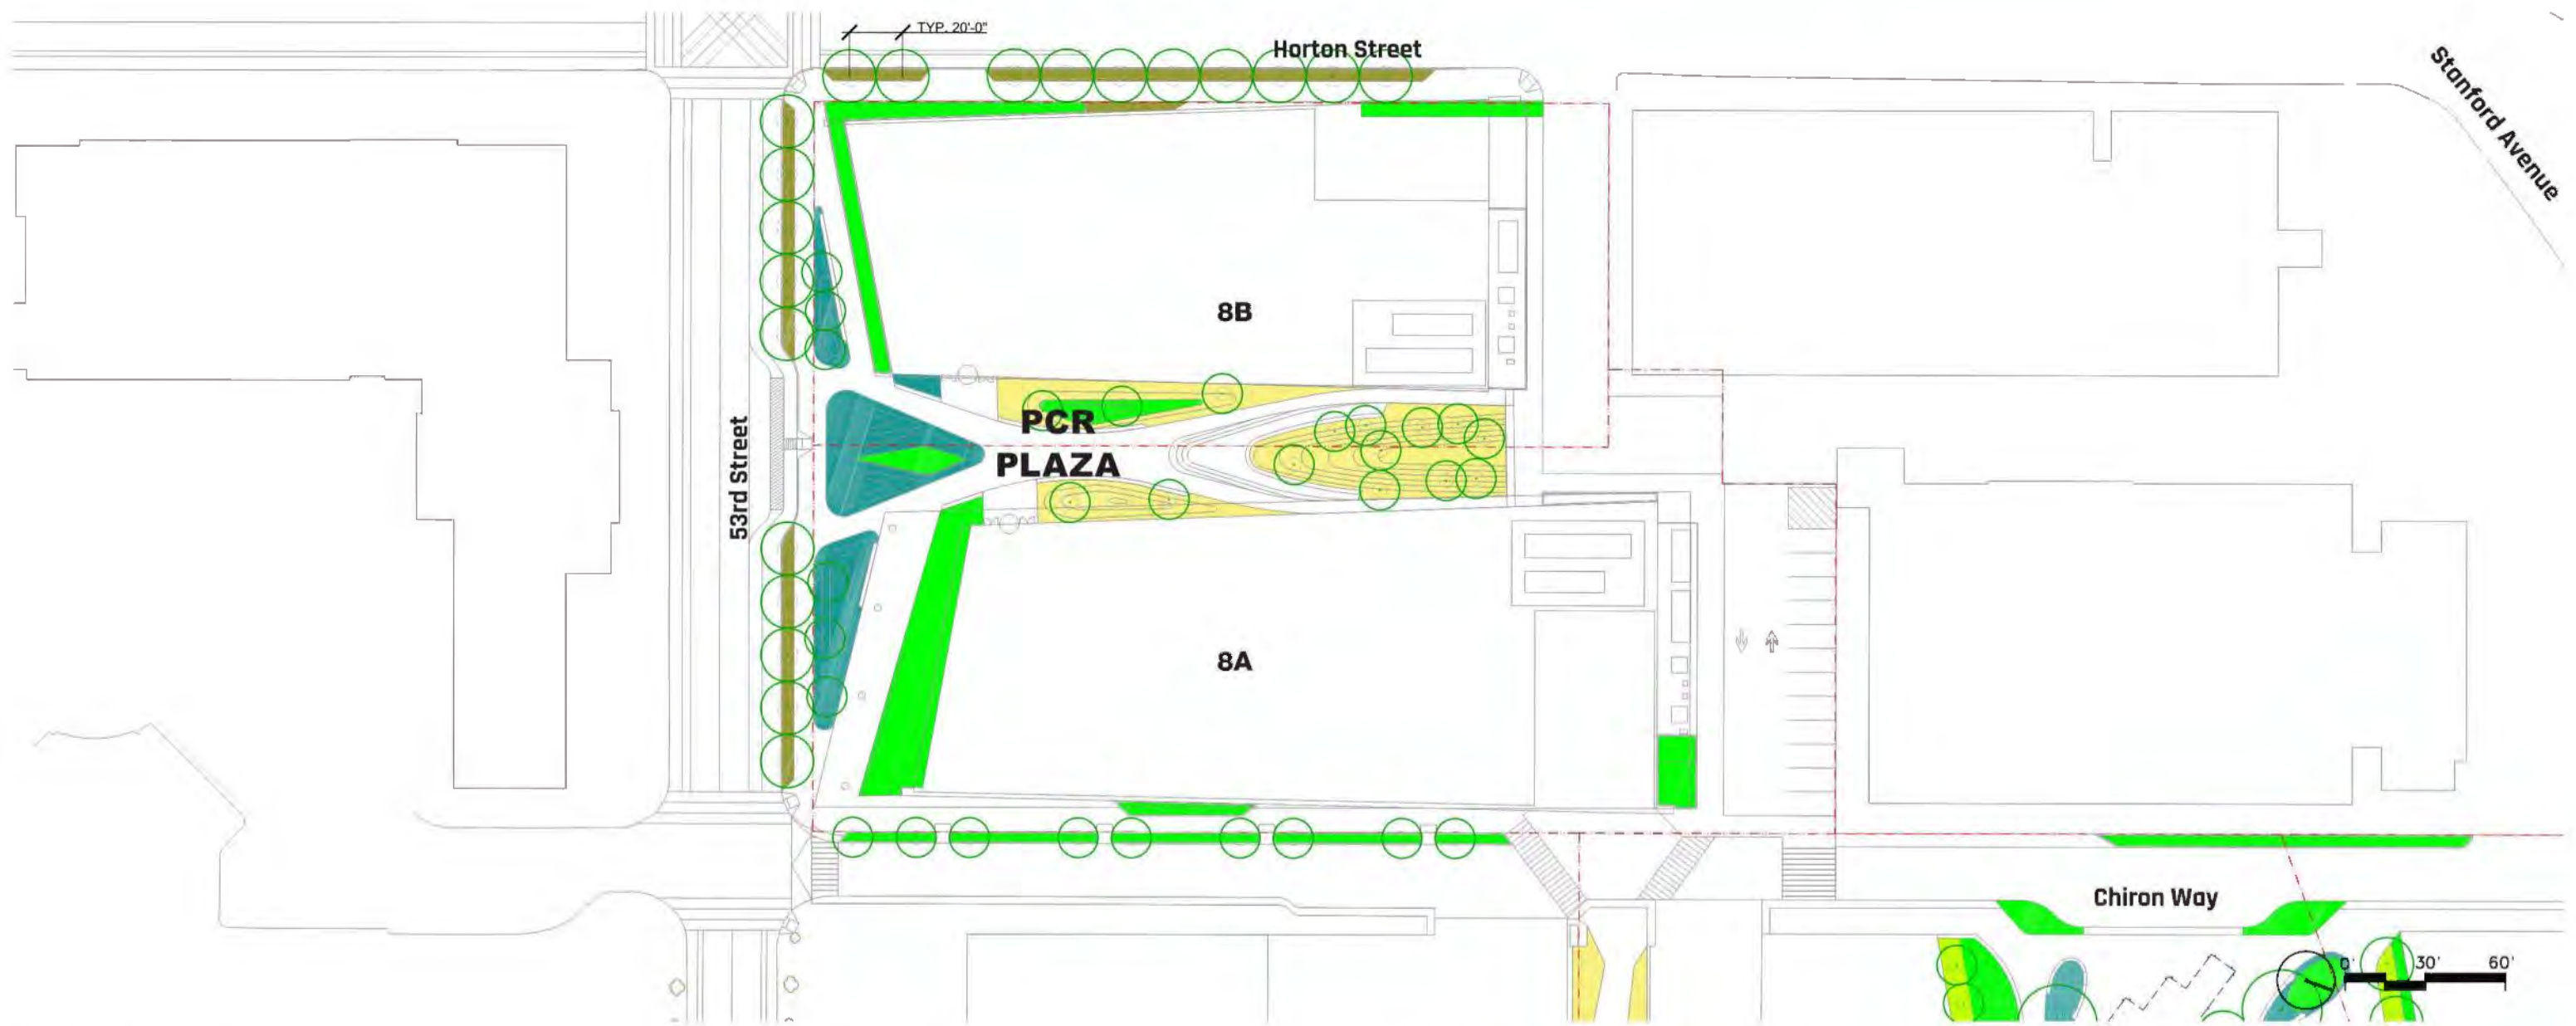 TYP. 20'-0"
Horton Street
Stanford Avenue
8B
PCR
PLAZA
53rd Street
8A
Chiron Way
0' 30' 60'